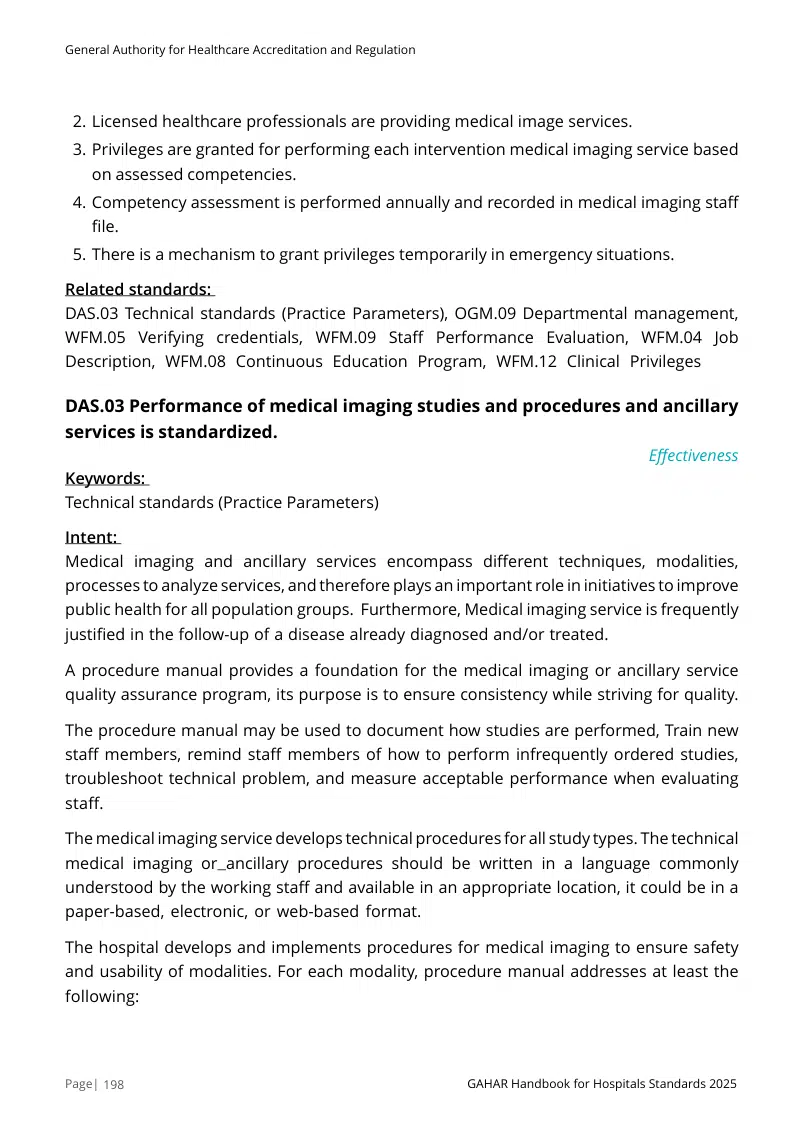 General Authority for Healthcare Accreditation and Regulation
2. Licensed healthcare professionals are providing medical image services.
3. Privileges are granted for performing each intervention medical imaging service based
on assessed competencies.
4. Competency assessment is performed annually and recorded in medical imaging staff
file.
5. There is a mechanism to grant privileges temporarily in emergency situations.
Related standards:
DAS.03 Technical standards (Practice Parameters), OGM.09 Departmental management,
WFM.05 Verifying credentials, WFM.09 Staff Performance Evaluation, WFM.04 Job
Description, WFM.08 Continuous Education Program, WFM.12 Clinical Privileges
DAS.03 Performance of medical imaging studies and procedures and ancillary
services is standardized.
Effectiveness
Keywords:
Technical standards (Practice Parameters)
Intent:
Medical imaging and ancillary services encompass different techniques, modalities,
processes to analyze services, and therefore plays an important role in initiatives to improve
public health for all population groups. Furthermore, Medical imaging service is frequently
justified in the follow-up of a disease already diagnosed and/or treated.
A procedure manual provides a foundation for the medical imaging or ancillary service
quality assurance program, its purpose is to ensure consistency while striving for quality.
The procedure manual may be used to document how studies are performed, Train new
staff members, remind staff members of how to perform infrequently ordered studies,
troubleshoot technical problem, and measure acceptable performance when evaluating
staff.
The medical imaging service develops technical procedures for all study types. The technical
medical imaging or_ancillary procedures should be written in a language commonly
understood by the working staff and available in an appropriate location, it could be in a
paper-based, electronic, or web-based format.
The hospital develops and implements procedures for medical imaging to ensure safety
and usability of modalities. For each modality, procedure manual addresses at least the
following:
Page| 198
GAHAR Handbook for Hospitals Standards 2025